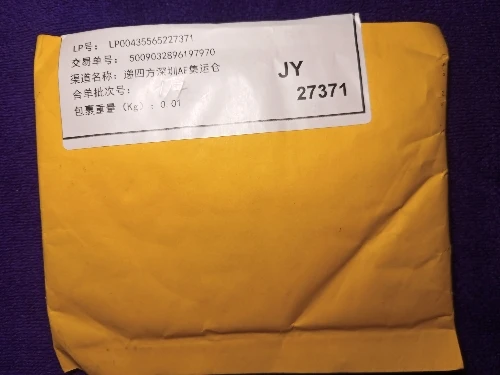 LP号: LP00435565227371
交易单号: 5009032896197970
渠道名称: 递四方深圳AE集运仓
合单批次号:
包裹重量 (Kg): 0.01
JY
27371